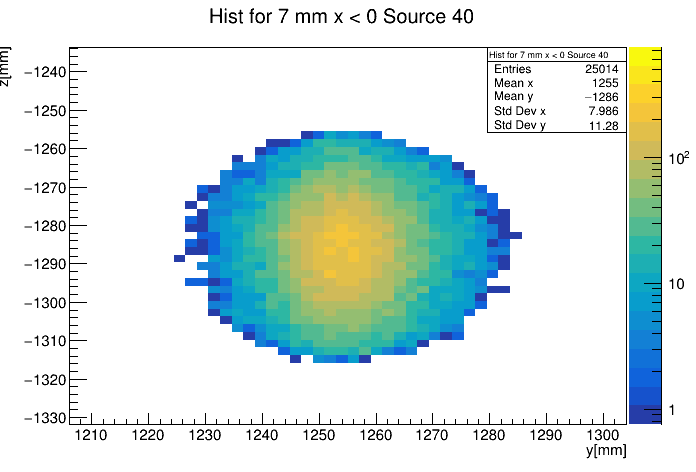 Hist for 7 mm x < 0 Source 40
z[mm]
Hist for 7 mm x < 0 Source 40
Entries 25014
Mean x 1255
Mean y −1286
Std Dev x 7.986
Std Dev y 11.28
−1240
−1250
−1260
−1270
−1280
−1290
−1300
−1310
−1320
−1330
1210 1220 1230 1240 1250 1260 1270 1280 1290 1300
y[mm]
10²
10
1